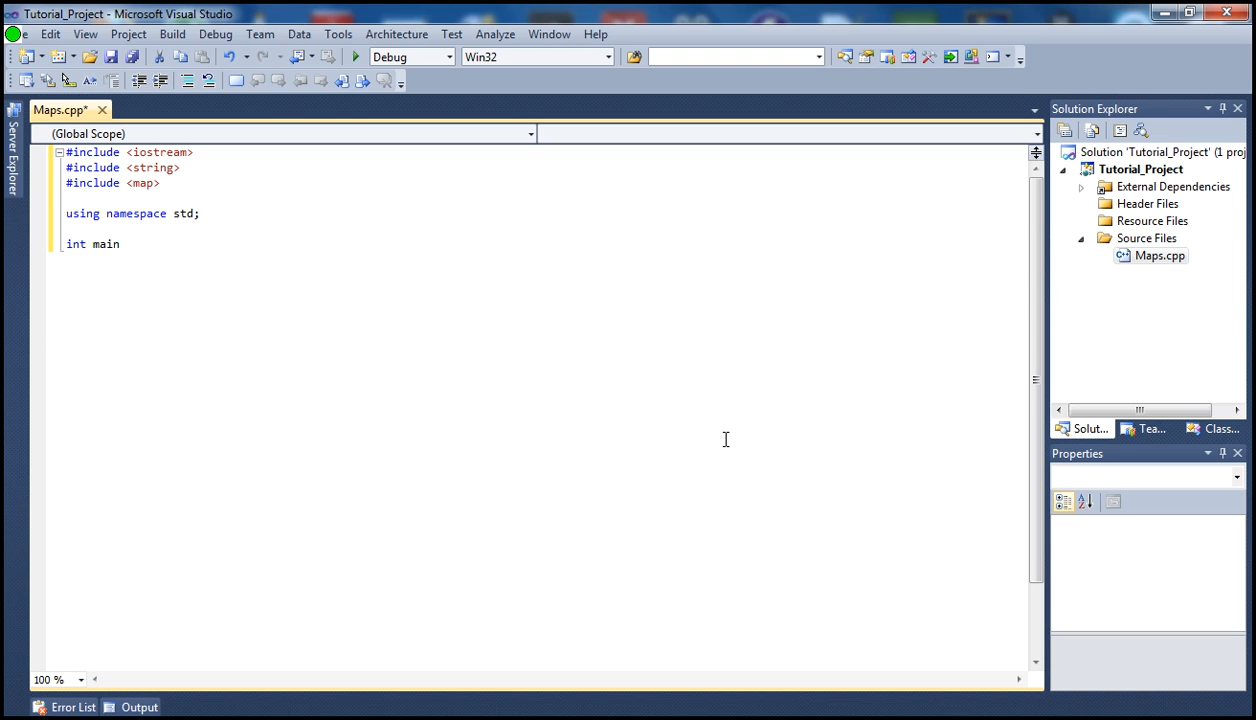 Tutorial_Project - Microsoft Visual Studio
e Edit View Project Build Debug Team Data Tools Architecture Test Analyze Window Help
Debug Win32
Maps.cpp*
Solution Explorer
(Global Scope)
Server Explorer
#include <iostream>
#include <string>
#include <map>
using namespace std;
int main
Solution 'Tutorial_Project' (1 proj
Tutorial_Project
External Dependencies
Header Files
Resource Files
Source Files
Maps.cpp
Solut... Tea... Class...
Properties
100 %
Error List Output